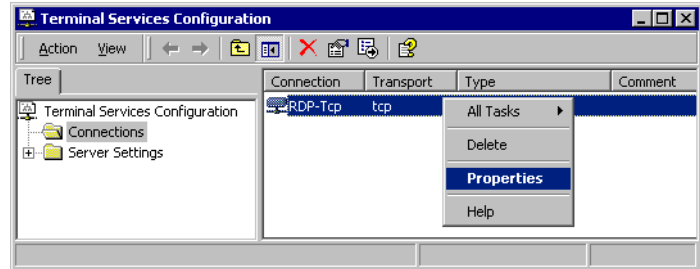 Terminal Services Configuration
Action View
Tree
Connection Transport Type Comment
Terminal Services Configuration
Connections
Server Settings
RDP-Tcp tcp
All Tasks
Delete
Properties
Help